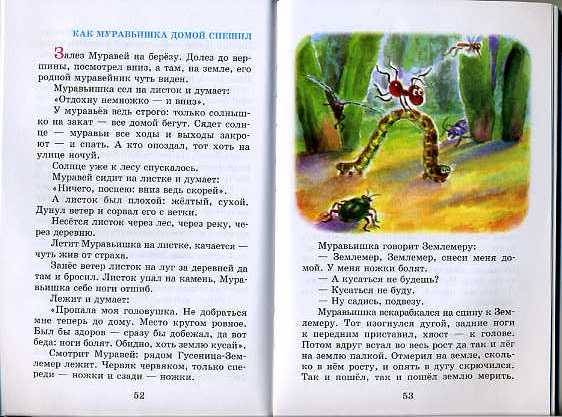 КАК МУРАВЬИШКА ДОМОЙ СПЕШИЛ
Залез Муравей на берёзу. Долез до вер-
шины, посмотрел вниз, а там, на земле, его
родной муравейник чуть виден.
Муравьишка сел на листок и думает:
«Отдохну немножко — и вниз».
У муравьёв ведь строго: только солныш-
ко на закат — все домой бегут. Сядет солн-
це — муравьи все ходы и выходы закро-
ют — и спать. А кто опоздал, тот хоть на
улице ночуй.
Солнце уже к лесу спускалось.
Муравей сидит на листке и думает:
«Ничего, поспею: вниз ведь скорей».
А листок был плохой: жёлтый, сухой.
Дунул ветер и сорвал его с ветки.
Несётся листок через лес, через реку, че-
рез деревню.
Летит Муравьишка на листке, качается —
чуть жив от страха.
Занёс ветер листок на луг за деревней да
там и бросил. Листок упал на камень, Мура-
вьишка себе ноги отшиб.
Лежит и думает:
«Пропала моя головушка. Не добраться
мне теперь до дому. Место кругом ровное.
Был бы здоров — сразу бы добежал, да вот
беда: ноги болят. Обидно, хоть землю кусай».
Смотрит Муравей: рядом Гусеница-Зем-
лемер лежит. Червяк червяком, только спе-
реди — ножки и сзади — ножки.
52
Муравьишка говорит Землемеру:
— Землемер, Землемер, снеси меня до-
мой. У меня ножки болят.
— А кусаться не будешь?
— Кусаться не буду.
— Ну садись, подвезу.
Муравьишка вскарабкался на спину к Зем-
лемеру. Тот изогнулся дугой, задние ноги
к передним приставил, хвост — к голове.
Потом вдруг встал во весь рост да так и лёг
на землю палкой. Отмерил на земле, сколь-
ко в нём росту, и опять в дугу скрючился.
Так и пошёл, так и пошёл землю мерить.
53